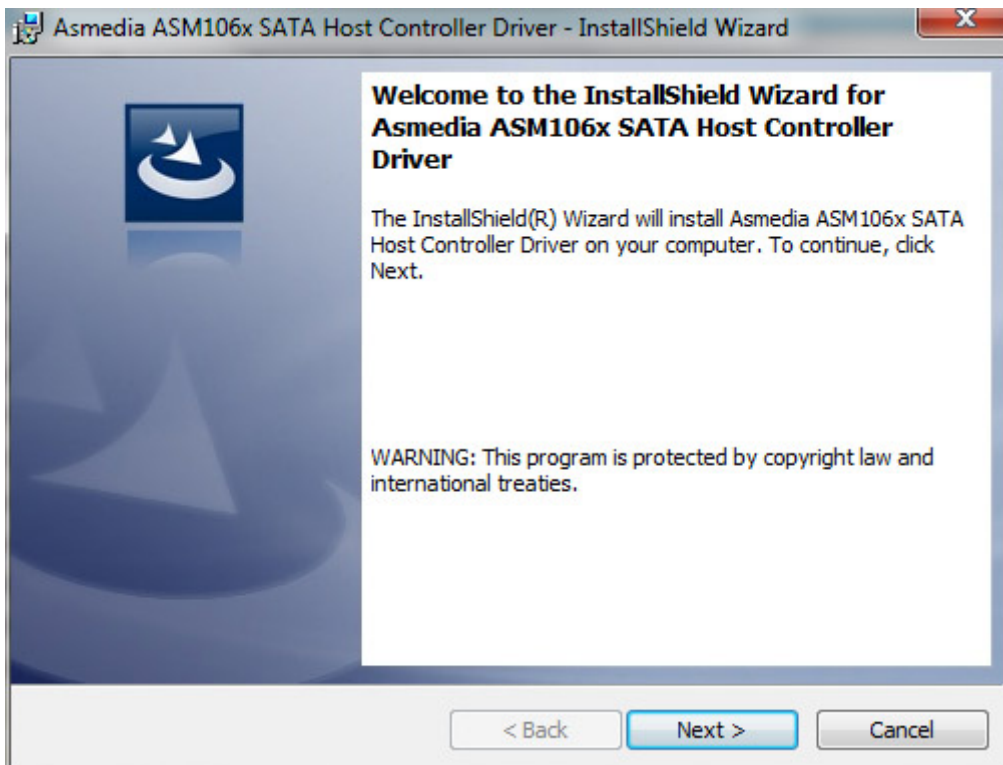 Asmedia ASM106x SATA Host Controller Driver - InstallShield Wizard
X
Welcome to the InstallShield Wizard for
Asmedia ASM106x SATA Host Controller
Driver
The InstallShield(R) Wizard will install Asmedia ASM106x SATA
Host Controller Driver on your computer. To continue, click
Next.
WARNING: This program is protected by copyright law and
international treaties.
< Back
Next >
Cancel